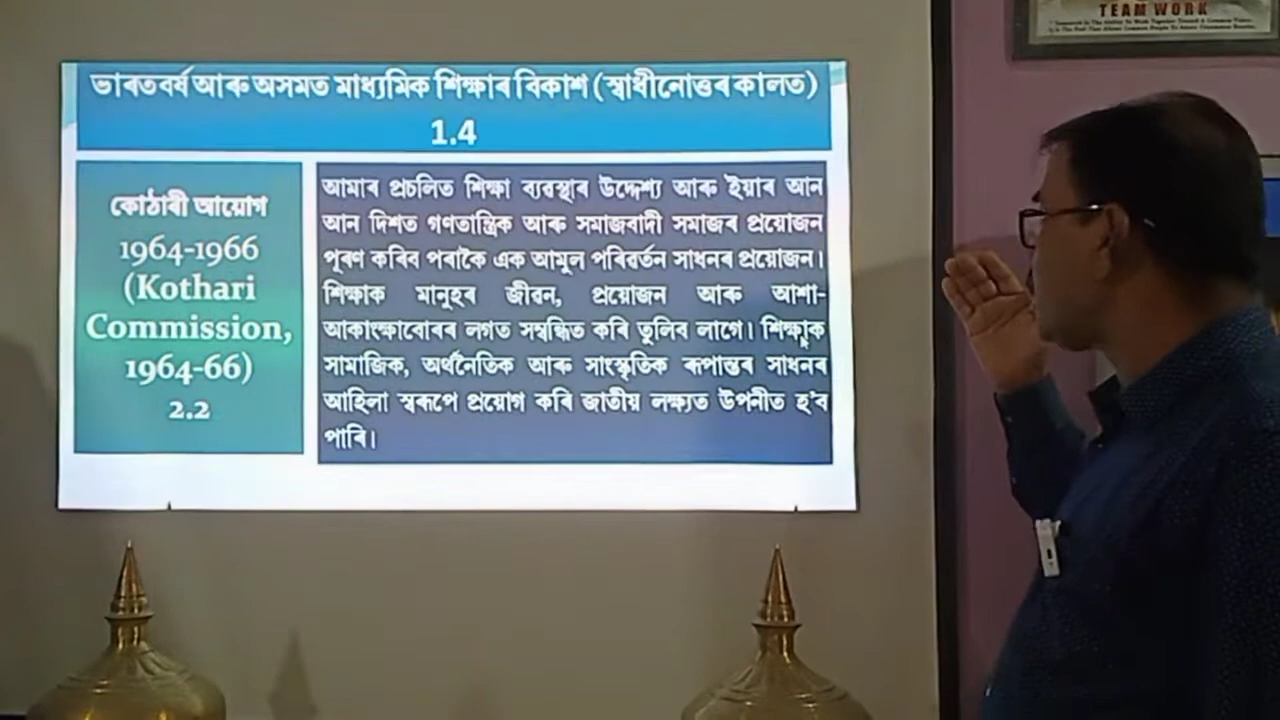 TEAM WORK
ভাৰতবৰ্ষ আৰু অসমত মাধ্যমিক শিক্ষাৰ বিকাশ (স্বাধীনোত্তৰ কালত)
1.4
কোঠাৰী আয়োগ
1964-1966
(Kothari
Commission,
1964-66)
2.2
আমাৰ প্ৰচলিত শিক্ষা ব্যৱস্থাৰ উদ্দেশ্য আৰু ইয়াৰ আন
আন দিশত গণতান্ত্ৰিক আৰু সমাজবাদী সমাজৰ প্ৰয়োজন
পূৰণ কৰিব পৰাকৈ এক আমুল পৰিৱৰ্তন সাধনৰ প্ৰয়োজন।
শিক্ষাক মানুহৰ জীৱন, প্ৰয়োজন আৰু আশা-
আকাংক্ষাবোৰৰ লগত সম্বন্ধিত কৰি তুলিব লাগে। শিক্ষাক
সামাজিক, অৰ্থনৈতিক আৰু সাংস্কৃতিক ৰূপান্তৰ সাধনৰ
আহিলা স্বৰূপে প্ৰয়োগ কৰি জাতীয় লক্ষ্যত উপনীত হ'ব
পাৰি।